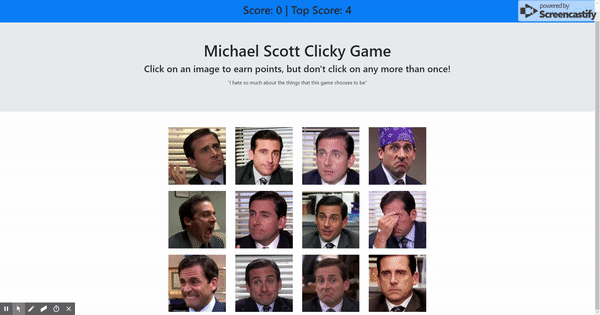 Score: 0 | Top Score: 4
powered by
Screencastify
Michael Scott Clicky Game
Click on an image to earn points, but don't click on any more than once!
"I hate so much about the things that this game chooses to be"